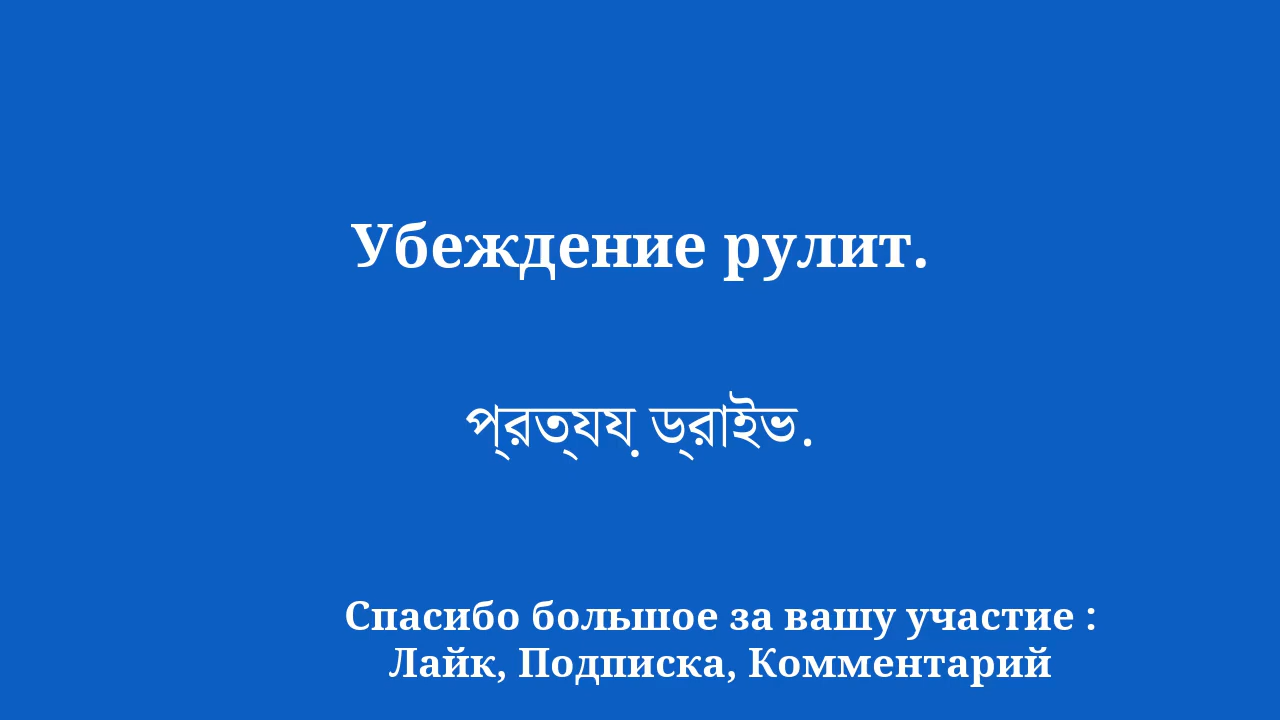 Убеждение рулит.
প্রত্যয় ড্রাইভ.
Спасибо большое за вашу участие :
Лайк, Подписка, Комментарий